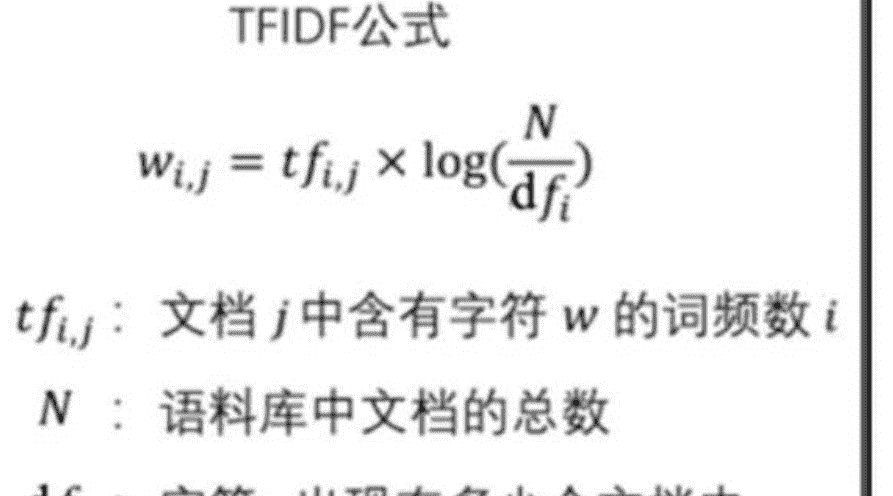 TFIDF公式
w_{i,j} = tf_{i,j} × log(N/df_i)
tf_{i,j} : 文档 j 中含有字符 w 的词频数 i
N : 语料库中文档的总数